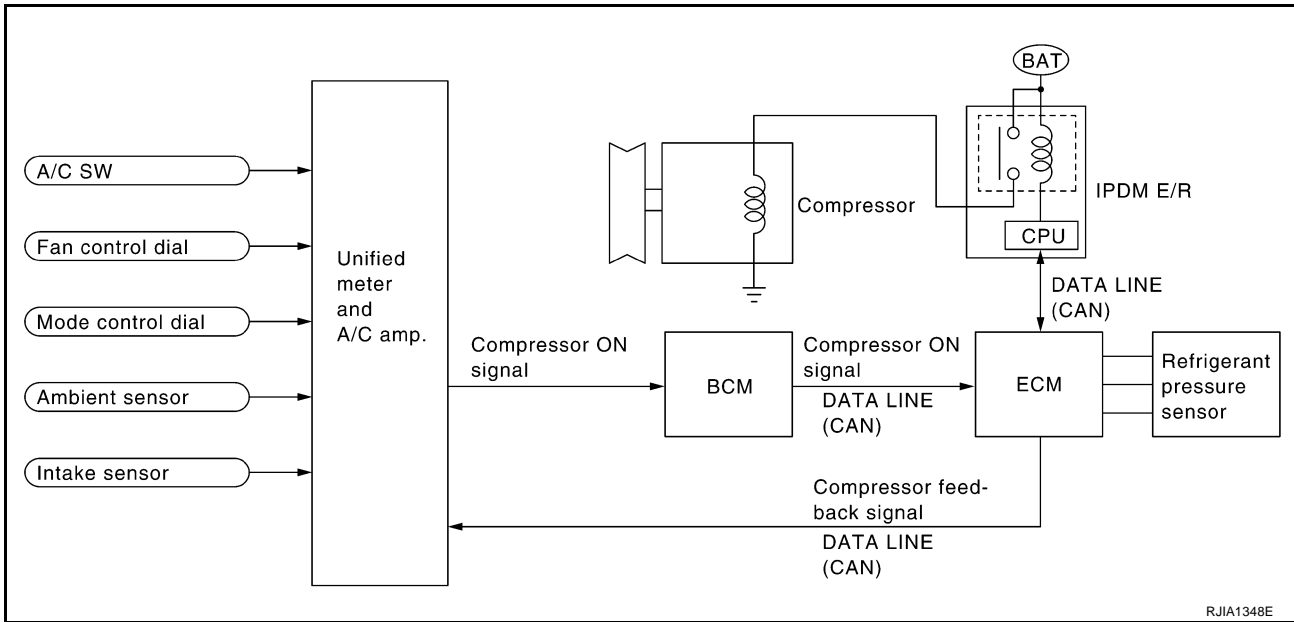 BAT
A/C SW
Fan control dial
Mode control dial
Ambient sensor
Intake sensor
Unified
meter
and
A/C amp.
Compressor
IPDM E/R
CPU
DATA LINE
(CAN)
Compressor ON
signal
BCM
Compressor ON
signal
DATA LINE
(CAN)
ECM
Refrigerant
pressure
sensor
Compressor feed-
back signal
DATA LINE
(CAN)
RJIA1348E